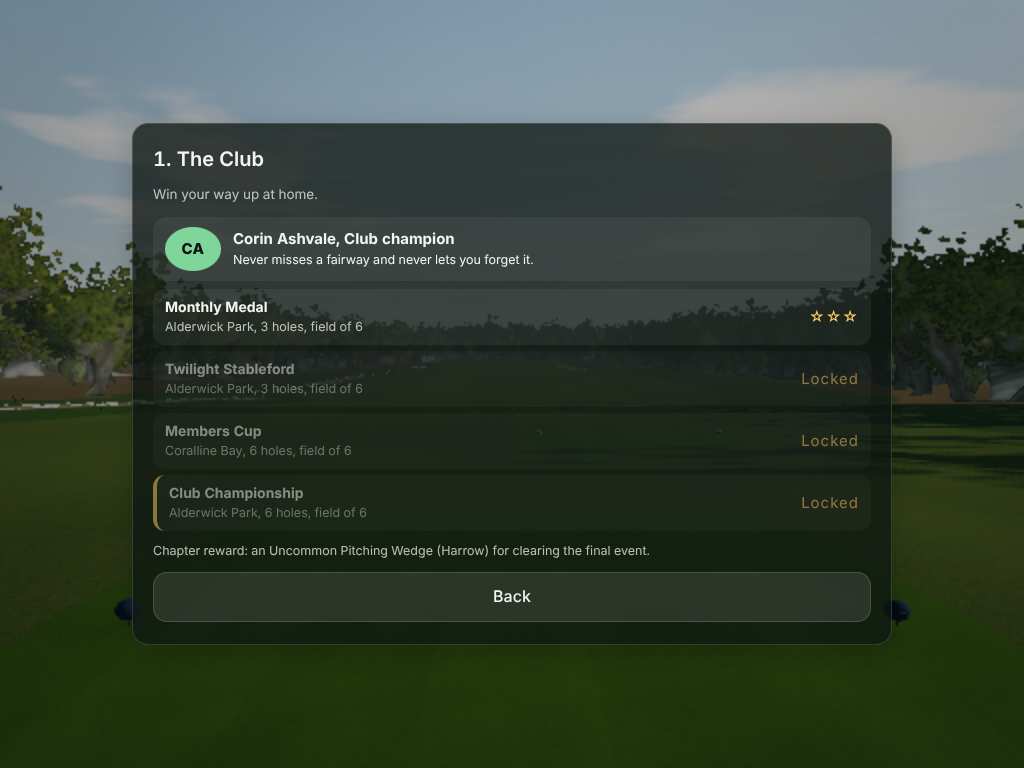 1. The Club
Win your way up at home.
CA
Corin Ashvale, Club champion
Never misses a fairway and never lets you forget it.
Monthly Medal
Alderwick Park, 3 holes, field of 6
☆☆☆
Twilight Stableford
Alderwick Park, 3 holes, field of 6
Locked
Members Cup
Coralline Bay, 6 holes, field of 6
Locked
Club Championship
Alderwick Park, 6 holes, field of 6
Locked
Chapter reward: an Uncommon Pitching Wedge (Harrow) for clearing the final event.
Back